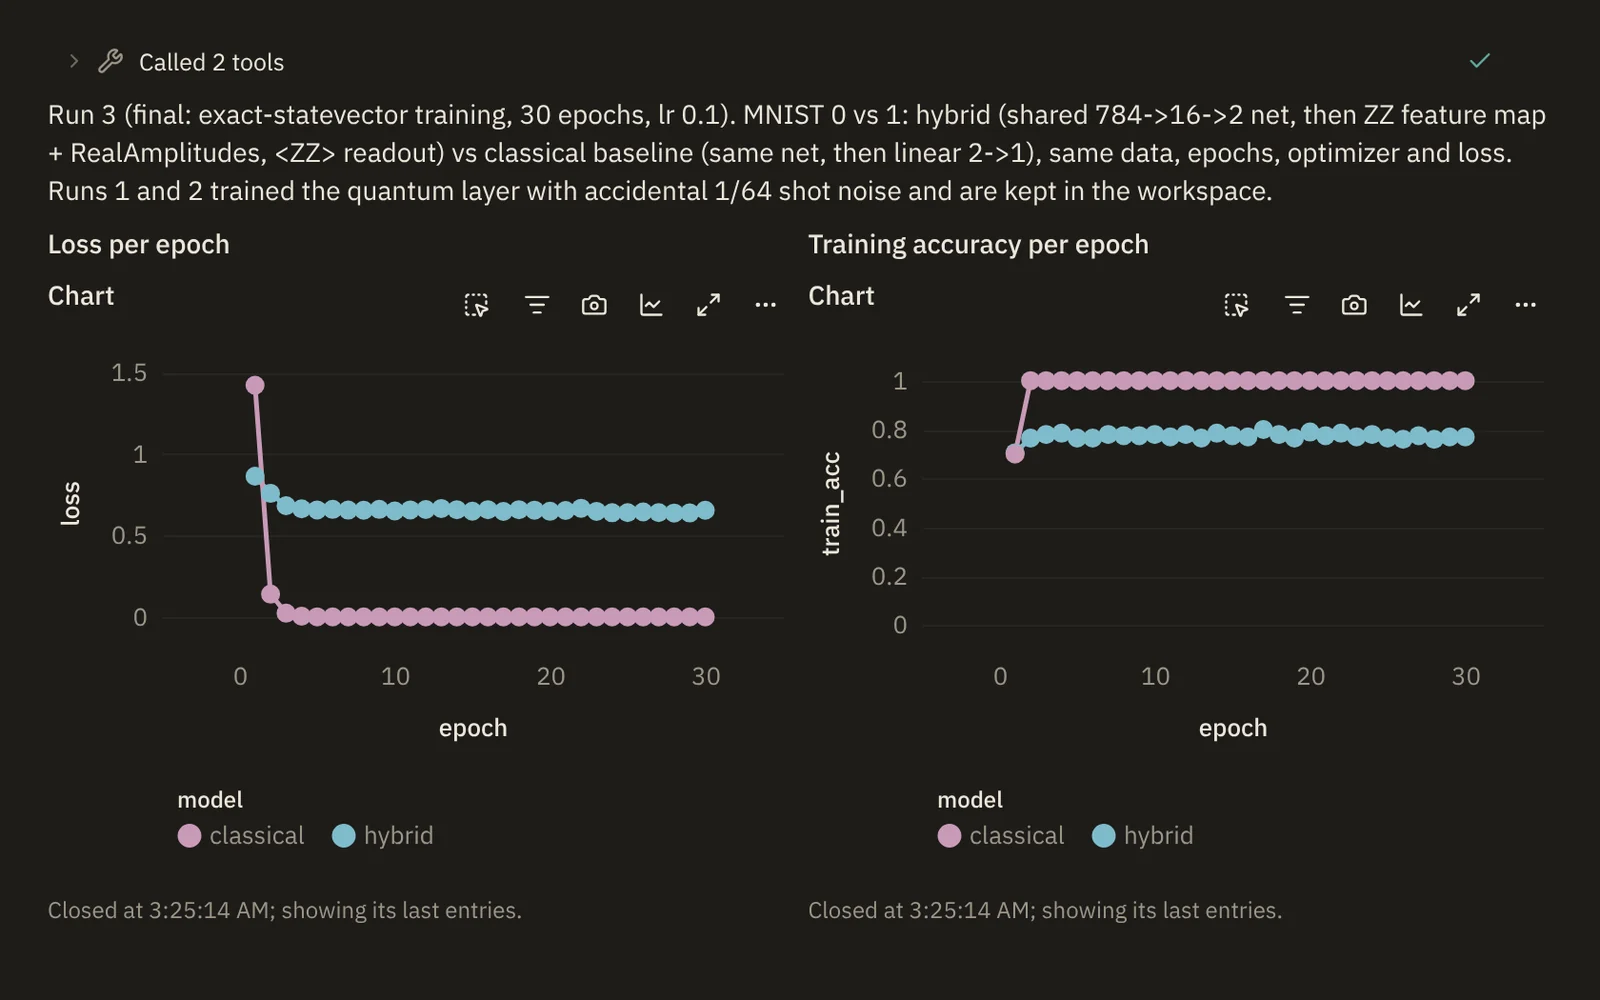 Called 2 tools
Run 3 (final: exact-statevector training, 30 epochs, lr 0.1). MNIST 0 vs 1: hybrid (shared 784->16->2 net, then ZZ feature map
+ RealAmplitudes, <ZZ> readout) vs classical baseline (same net, then linear 2->1), same data, epochs, optimizer and loss.
Runs 1 and 2 trained the quantum layer with accidental 1/64 shot noise and are kept in the workspace.
Loss per epoch
Chart
1.5
1
0.5
0
loss
0 10 20 30
epoch
model
classical hybrid
Closed at 3:25:14 AM; showing its last entries.
Training accuracy per epoch
Chart
1
0.8
0.6
0.4
0.2
0
train_acc
0 10 20 30
epoch
model
classical hybrid
Closed at 3:25:14 AM; showing its last entries.